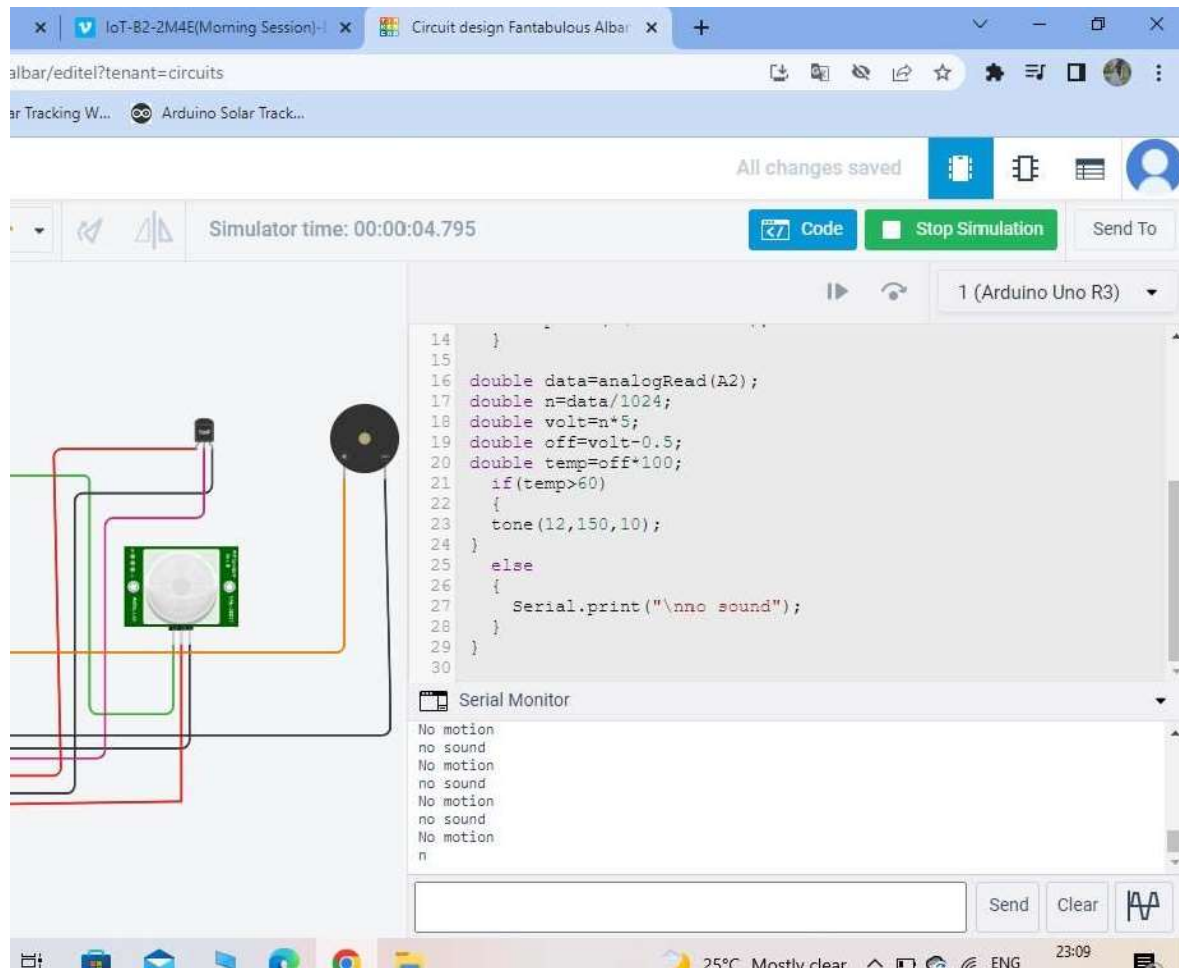 IoT-B2-2M4E(Morning Session)-
Circuit design Fantabulous Albar
albar/editel?tenant=circuits
ar Tracking W...
Arduino Solar Track...
All changes saved
Simulator time: 00:00:04.795
Code
Stop Simulation
Send To
1 (Arduino Uno R3)
14 }
15
16 double data=analogRead(A2);
17 double n=data/1024;
18 double volt=n*5;
19 double off=volt-0.5;
20 double temp=off*100;
21 if(temp>60)
22 {
23 tone(12,150,10);
24 }
25 else
26 {
27 Serial.print("\nno sound");
28 }
29 }
30
TMP
Serial Monitor
No motion
no sound
No motion
no sound
No motion
no sound
No motion
n
Send
Clear
25°C Mostly clear
ENG
23:09